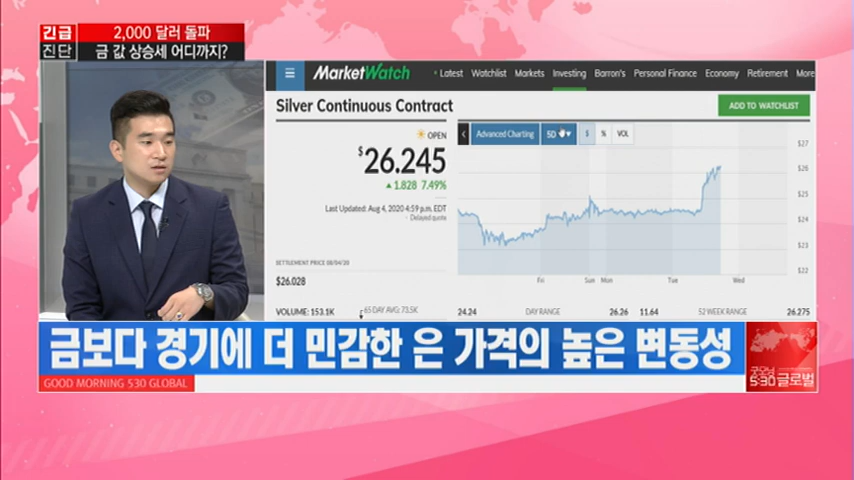 긴급
진단
2,000 달러 돌파
금 값 상승세 어디까지?
MarketWatch
Latest Watchlist Markets Investing Barron's Personal Finance Economy Retirement More
Silver Continuous Contract
ADD TO WATCHLIST
OPEN
$26.245
1.828 7.49%
Last Updated: Aug 4, 2020 4:59 p.m. EDT
Delayed quote
SETTLEMENT PRICE 08/04/20
$26.028
Advanced Charting 5D $ % VOL
$27
$26
$25
$24
$23
$22
Fri Sun Mon Tue Wed
VOLUME: 153.1K 65 DAY AVG: 73.5K 24.24 DAY RANGE 26.26 11.64 52 WEEK RANGE 26.275
금보다 경기에 더 민감한 은 가격의 높은 변동성
GOOD MORNING 530 GLOBAL
굿모닝
5:30 글로벌